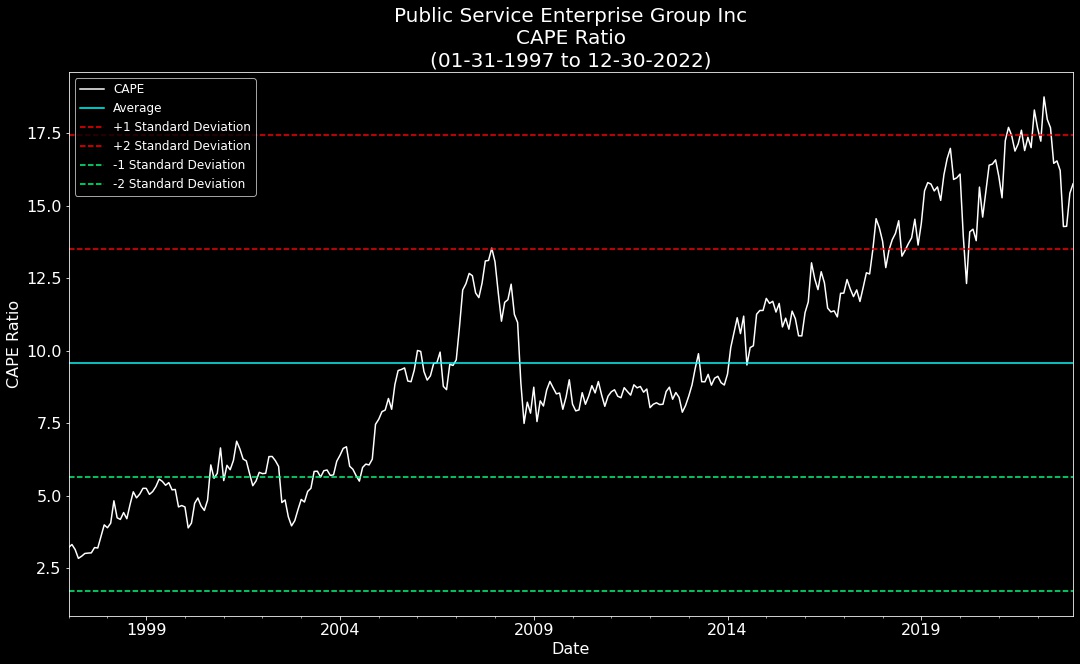 Public Service Enterprise Group Inc
CAPE Ratio
(01-31-1997 to 12-30-2022)
CAPE
Average
+1 Standard Deviation
+2 Standard Deviation
-1 Standard Deviation
-2 Standard Deviation
CAPE Ratio
17.5
15.0
12.5
10.0
7.5
5.0
2.5
1999
2004
2009
2014
2019
Date